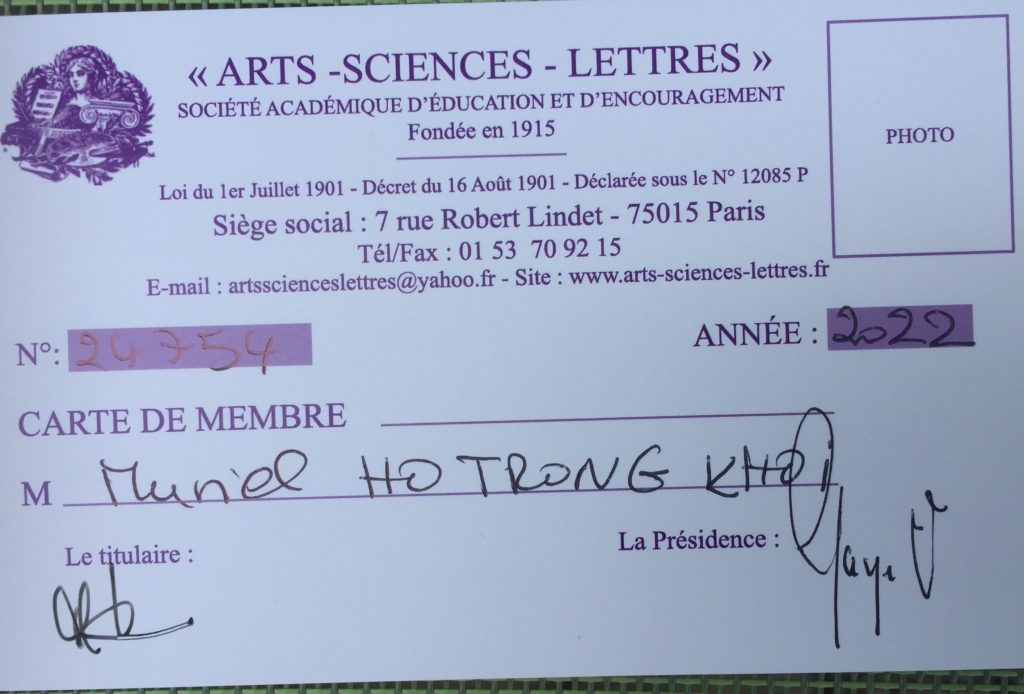 « ARTS -SCIENCES - LETTRES »
SOCIÉTÉ ACADÉMIQUE D'ÉDUCATION ET D'ENCOURAGEMENT
Fondée en 1915
PHOTO
Loi du 1er Juillet 1901 - Décret du 16 Août 1901 - Déclarée sous le N° 12085 P
Siège social : 7 rue Robert Lindet - 75015 Paris
Tél/Fax : 01 53 70 92 15
E-mail : artsscienceslettres@yahoo.fr - Site : www.arts-sciences-lettres.fr
N°: 24754
ANNÉE : 2022
CARTE DE MEMBRE
M Muriel HO TRONG KHOI
Le titulaire :
La Présidence :